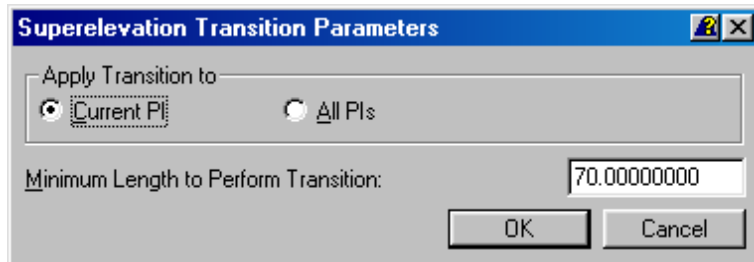 Superelevation Transition Parameters
Apply Transition to
Current PI
All PIs
Minimum Length to Perform Transition:
70.00000000
OK
Cancel